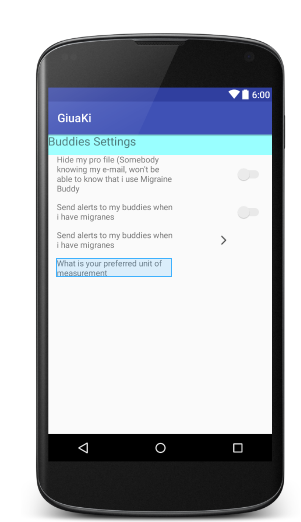 6:00
GiuaKi
Buddies Settings
Hide my pro file (Somebody
knowing my e-mail, won't be
able to know that i use Migraine
Buddy
Send alerts to my buddies when
i have migranes
Send alerts to my buddies when
i have migranes
What is your preferred unit of
measurement